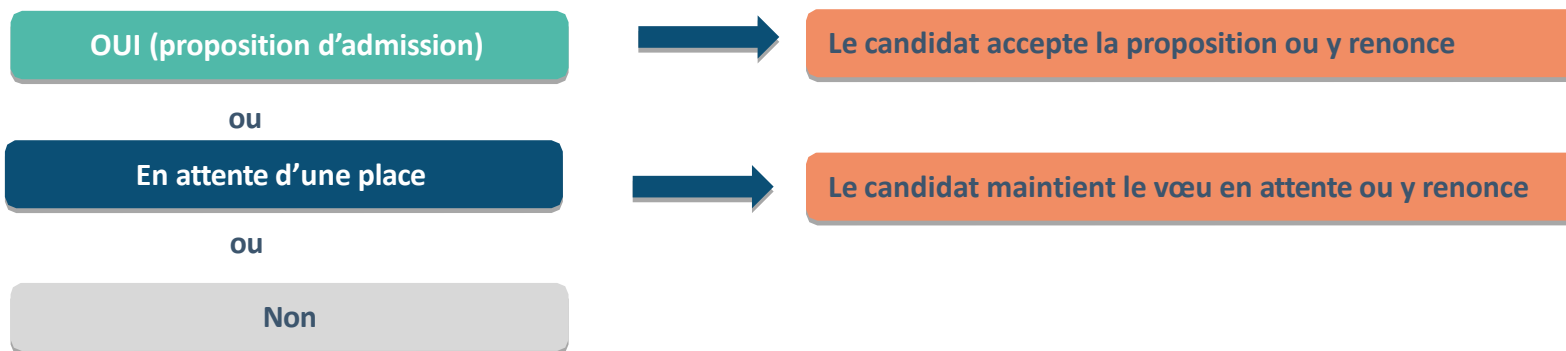 OUI (proposition d’admission)
Le candidat accepte la proposition ou y renonce
ou
En attente d’une place
Le candidat maintient le vœu en attente ou y renonce
ou
Non